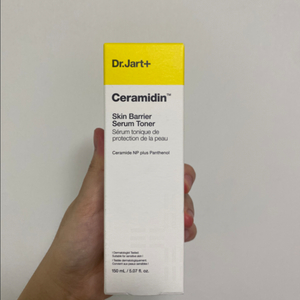 Dr.Jart+
Ceramidin™
Skin Barrier
Serum Toner
Sérum tonique de
protection de la peau
Ceramide NP plus Panthenol
150 mL / 5.07 fl. oz.